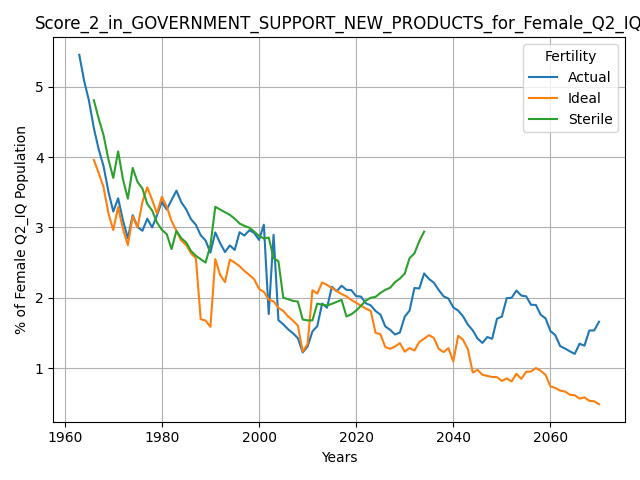 Score_2_in_GOVERNMENT_SUPPORT_NEW_PRODUCTS_for_Female_Q2_IQ
Fertility
Actual
Ideal
Sterile
% of Female Q2_IQ Population
5
4
3
2
1
1960 1980 2000 2020 2040 2060
Years